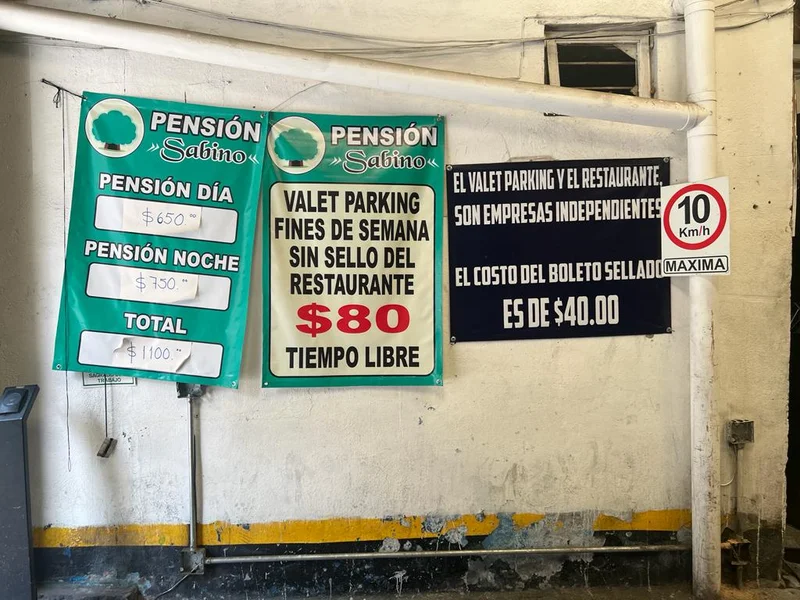 PENSIÓN
Sabino
PENSIÓN DÍA
$650.00
PENSIÓN NOCHE
$750.00
TOTAL
$1100.00
TRABAJO
PENSIÓN
Sabino
VALET PARKING
FINES DE SEMANA
SIN SELLO DEL
RESTAURANTE
$80
TIEMPO LIBRE
EL VALET PARKING Y EL RESTAURANTE,
SON EMPRESAS INDEPENDIENTES
EL COSTO DEL BOLETO SELLADO
ES DE $40.00
10
Km/h
MAXIMA